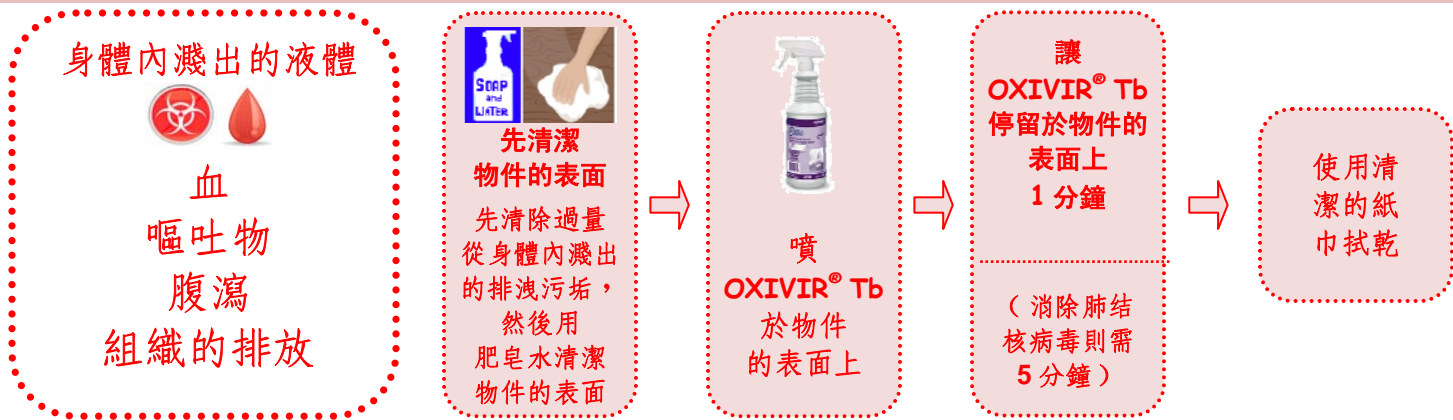 身體內濺出的液體
血
嘔吐物
腹瀉
組織的排放
SOAP
and
WATER
先清潔
物件的表面
先清除過量
從身體內濺出
的排洩污垢，
然後用
肥皂水清潔
物件的表面
噴
OXIVIR® Tb
於物件
的表面上
讓
OXIVIR® Tb
停留於物件的
表面上
1 分鐘
（消除肺结
核病毒則需
5 分鐘）
使用清
潔的紙
巾拭乾